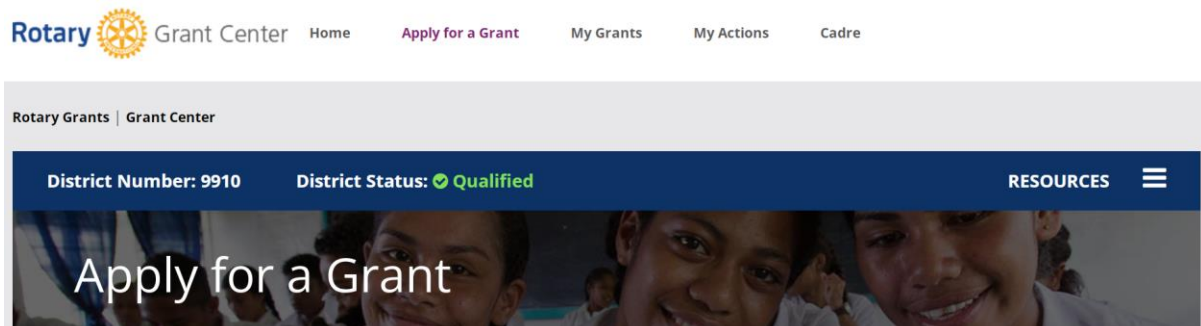 Rotary Grant Center Home Apply for a Grant My Grants My Actions Cadre
Rotary Grants | Grant Center
District Number: 9910 District Status: Qualified RESOURCES
Apply for a Grant